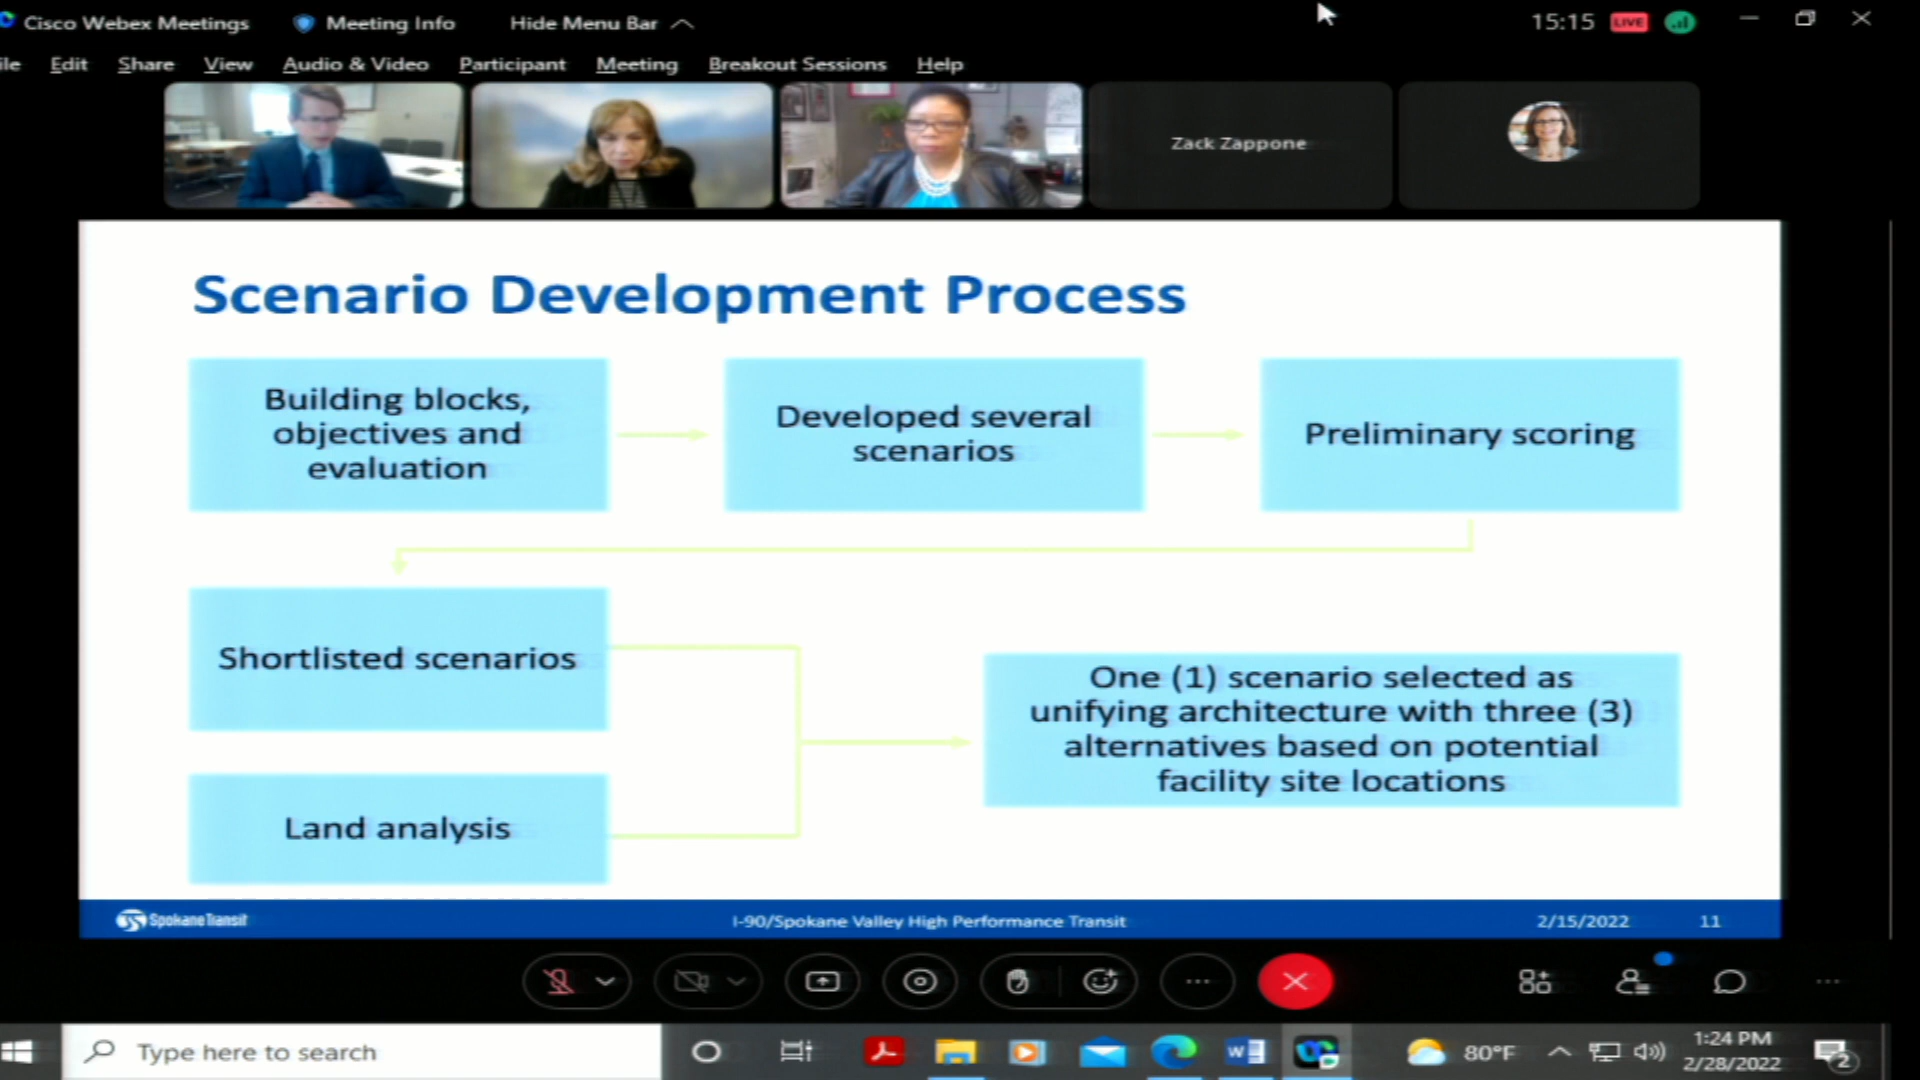 Cisco Webex Meetings
Meeting Info
Hide Menu Bar
15:15
LIVE
ile Edit Share View Audio & Video Participant Meeting Breakout Sessions Help
Zack Zappone
Scenario Development Process
Building blocks,
objectives and
evaluation
Developed several
scenarios
Preliminary scoring
Shortlisted scenarios
Land analysis
One (1) scenario selected as
unifying architecture with three (3)
alternatives based on potential
facility site locations
Spokane Transit
I-90/Spokane Valley High Performance Transit
2/15/2022
11
Type here to search
80°F
1:24 PM
2/28/2022
2